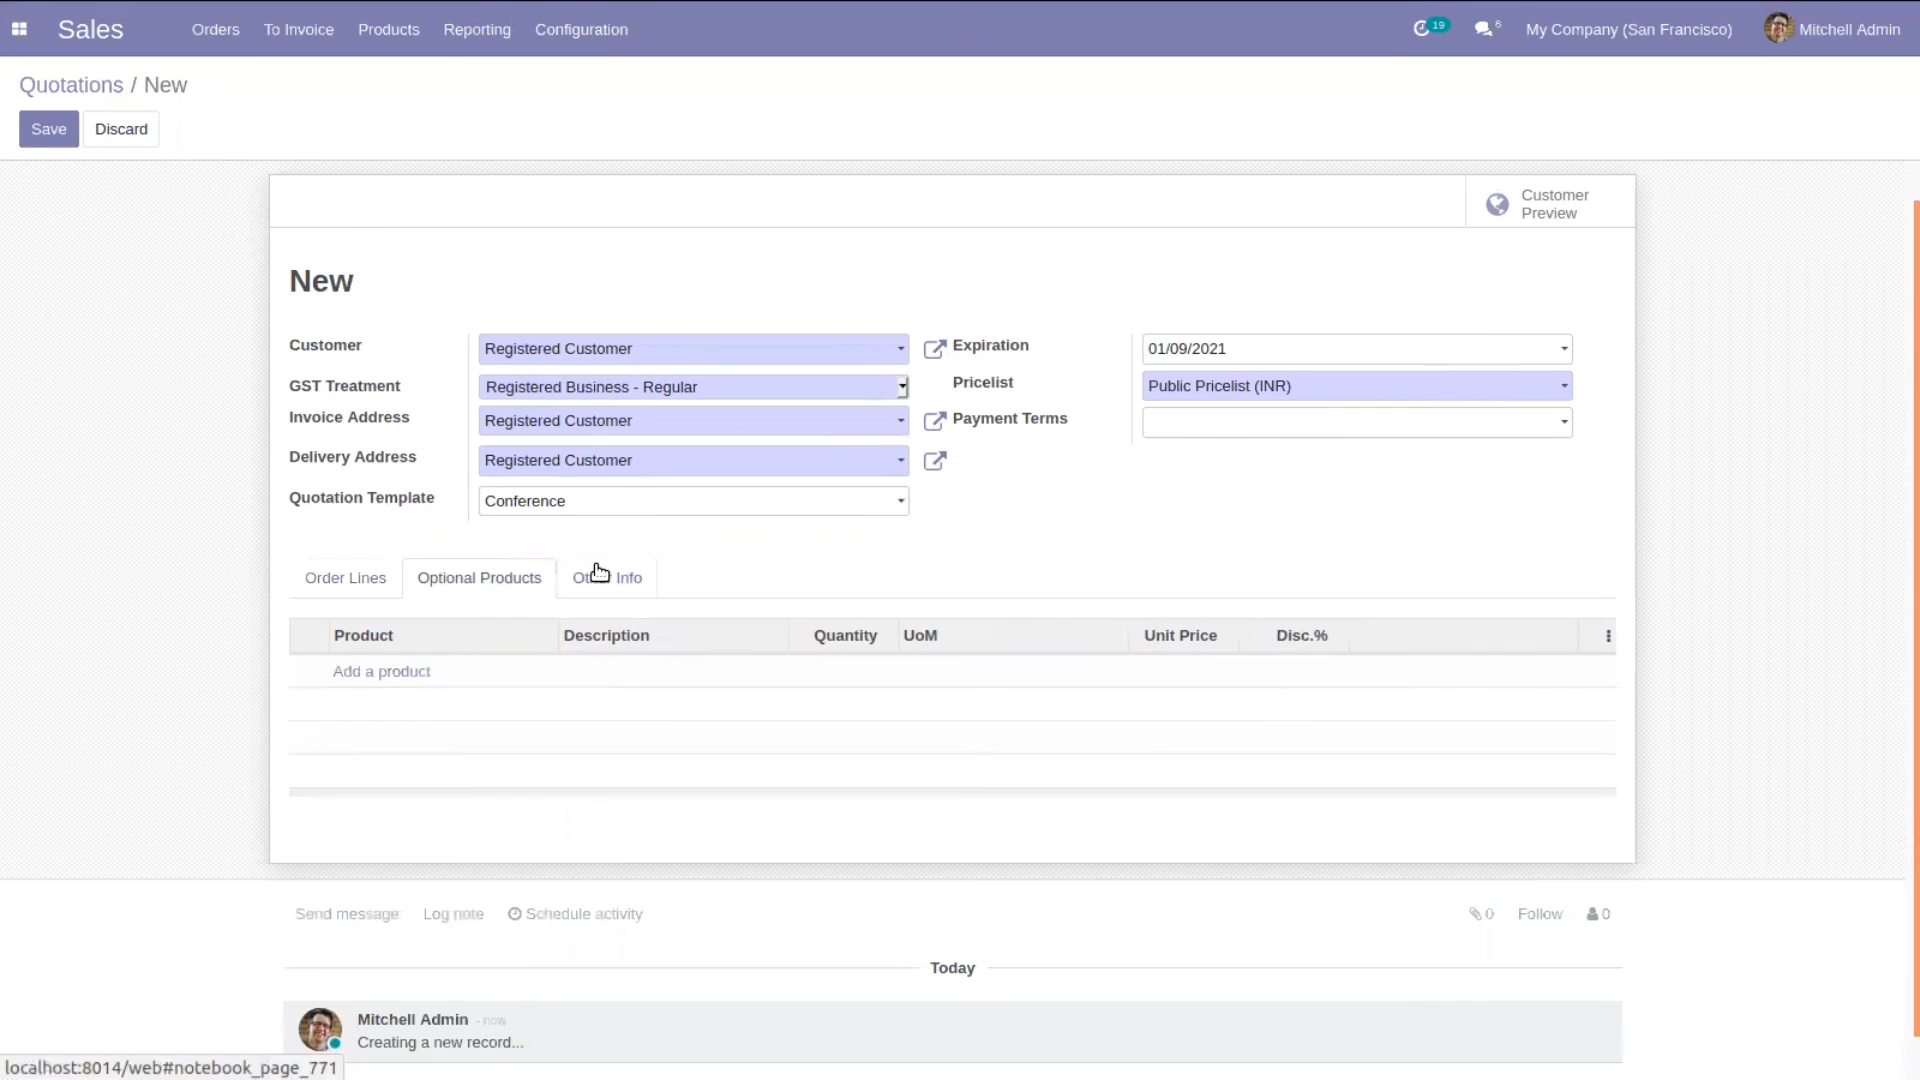 Sales Orders To Invoice Products Reporting Configuration 19 6 My Company (San Francisco) Mitchell Admin
Quotations / New
Save Discard
Customer
Preview
New
Customer Registered Customer Expiration 01/09/2021
GST Treatment Registered Business - Regular Pricelist Public Pricelist (INR)
Invoice Address Registered Customer Payment Terms
Delivery Address Registered Customer
Quotation Template Conference
Order Lines Optional Products Other Info
Product Description Quantity UoM Unit Price Disc.%
Add a product
Send message Log note Schedule activity 0 Follow 0
Today
Mitchell Admin - now
Creating a new record...
localhost:8014/web#notebook_page_771